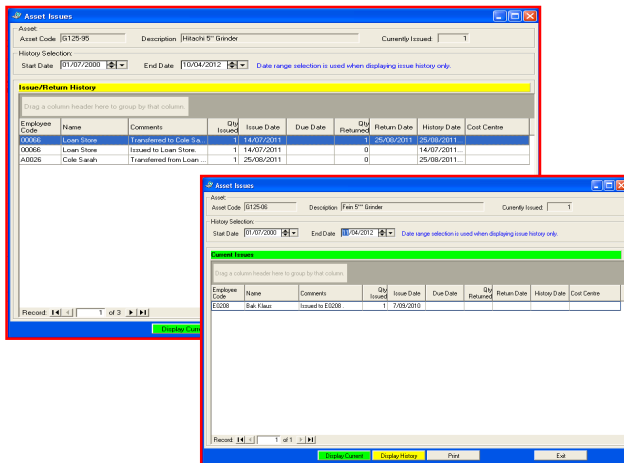 Asset Issues
Asset:
Asset Code G125-95 Description Hitachi 5"" Grinder Currently Issued: 1
History Selection:
Start Date 01/07/2000 End Date 10/04/2012 Date range selection is used when displaying issue history only.
Issue/Return History
Drag a column header here to group by that column.
Employee Code Name Comments Qty Issued Issue Date Due Date Qty Returned Return Date History Date Cost Centre
00066 Loan Store Transferred to Cole Sa... 1 14/07/2011 1 25/08/2011 25/08/2011...
00066 Loan Store Issued to Loan Store. 1 14/07/2011 0 14/07/2011...
A0026 Cole Sarah Transferred from Loan ... 1 25/08/2011 0 25/08/2011...
Record: 1 of 3
Display Curr
Asset Issues
Asset:
Asset Code G125-06 Description Fein 5"" Grinder Currently Issued: 1
History Selection:
Start Date 01/07/2000 End Date /04/2012 Date range selection is used when displaying issue history only.
Current Issues
Drag a column header here to group by that column.
Employee Code Name Comments Qty Issued Issue Date Due Date Qty Returned Return Date History Date Cost Centre
E0208 Bak Klaus Issued to E0208 . 1 7/09/2010
Record: 1 of 1
Display Current Display History Print Exit